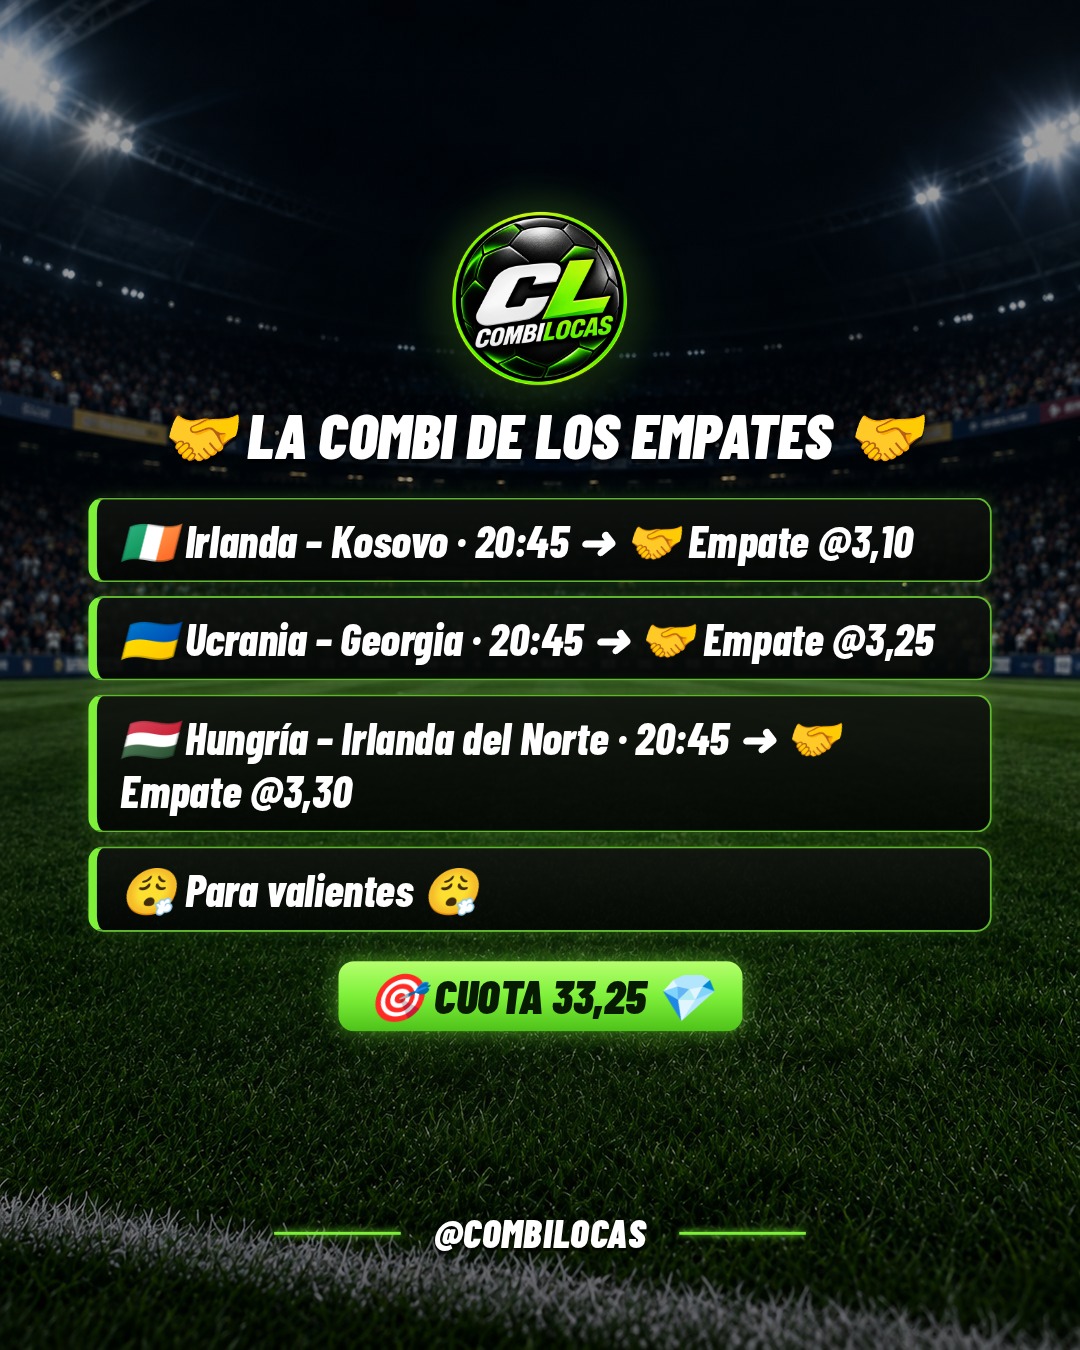 CL
COMBILOCAS
🤝 LA COMBI DE LOS EMPATES 🤝
🇮🇪 Irlanda – Kosovo · 20:45 ➜ 🤝 Empate @3,10
🇺🇦 Ucrania – Georgia · 20:45 ➜ 🤝 Empate @3,25
🇭🇺 Hungría – Irlanda del Norte · 20:45 ➜ 🤝
Empate @3,30
😮‍💨 Para valientes 😮‍💨
🎯 CUOTA 33,25 💎
@COMBILOCAS